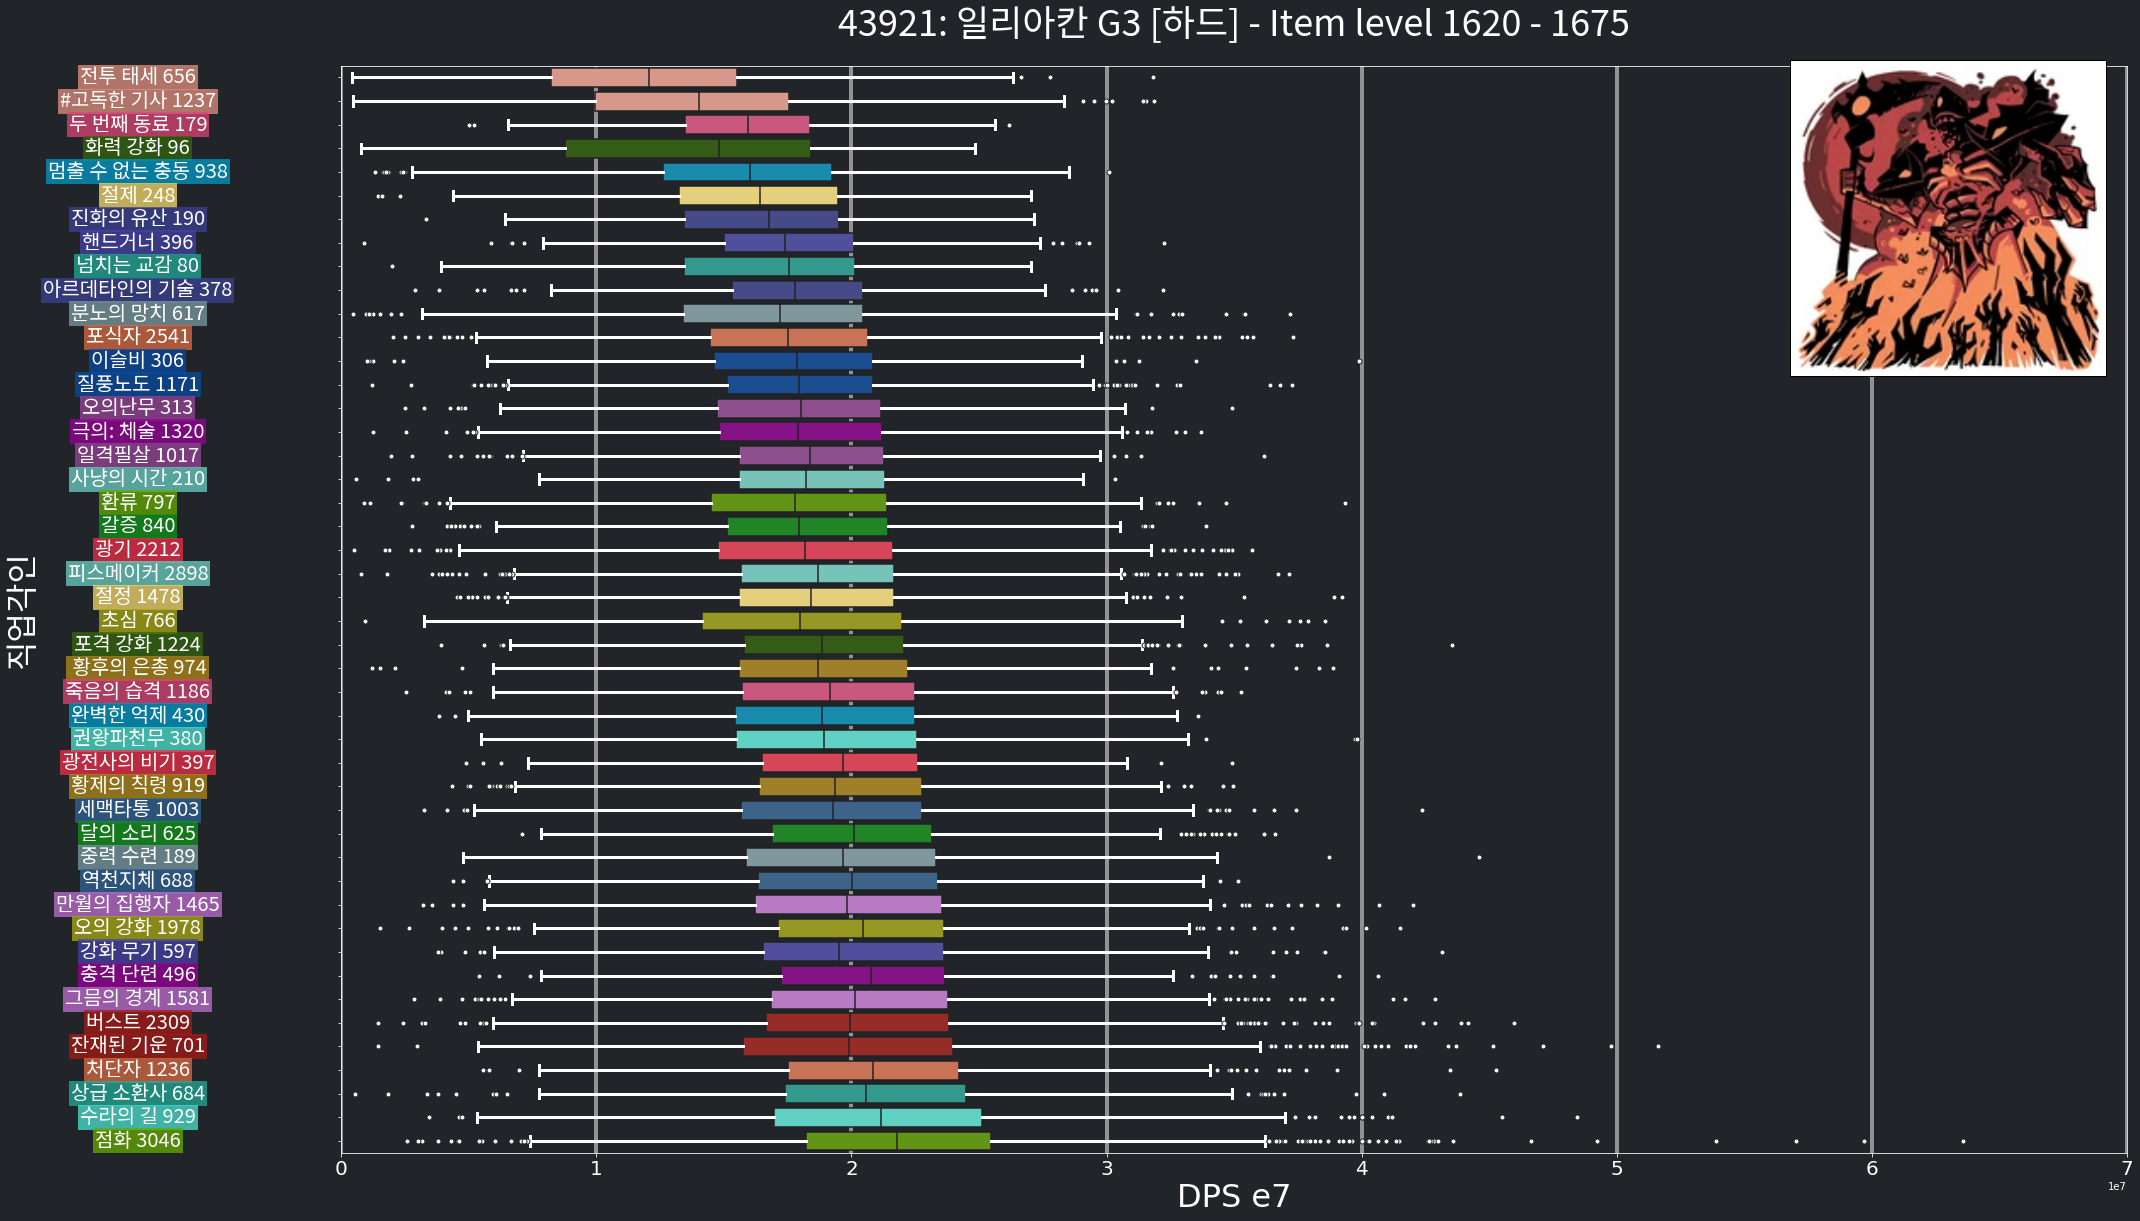 43921: 일리아칸 G3 [하드] - Item level 1620 - 1675
전투 태세 656
#고독한 기사 1237
두 번째 동료 179
화력 강화 96
멈출 수 없는 충동 938
절제 248
진화의 유산 190
핸드거너 396
넘치는 교감 80
아르데타인의 기술 378
분노의 망치 617
포식자 2541
이슬비 306
질풍노도 1171
오의난무 313
극의: 체술 1320
일격필살 1017
사냥의 시간 210
환류 797
갈증 840
광기 2212
피스메이커 2898
절정 1478
초심 766
포격 강화 1224
황후의 은총 974
죽음의 습격 1186
완벽한 억제 430
권왕파천무 380
광전사의 비기 397
황제의 칙령 919
세맥타통 1003
달의 소리 625
중력 수련 189
역천지체 688
만월의 집행자 1465
오의 강화 1978
강화 무기 597
충격 단련 496
그믐의 경계 1581
버스트 2309
잔재된 기운 701
처단자 1236
상급 소환사 684
수라의 길 929
점화 3046
직업각인
0 1 2 3 4 5 6 7
DPS e7
1e7